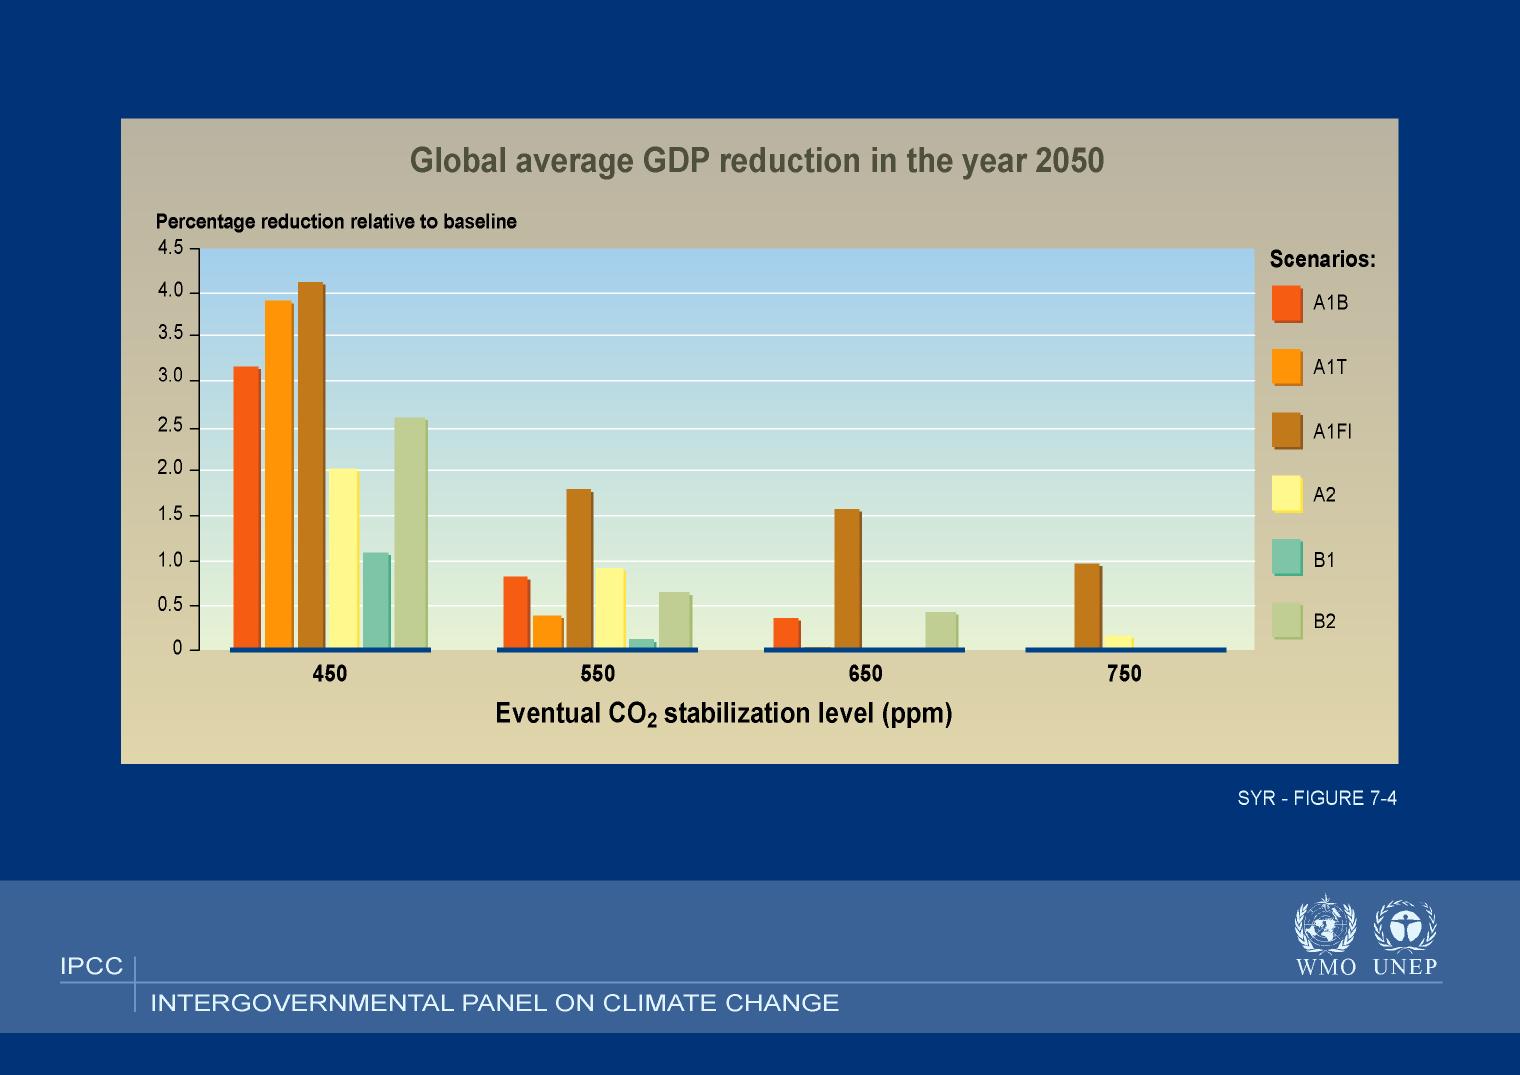 Global average GDP reduction in the year 2050
Percentage reduction relative to baseline
4.5
4.0
3.5
3.0
2.5
2.0
1.5
1.0
0.5
0
450 550 650 750
Eventual CO₂ stabilization level (ppm)
Scenarios:
A1B
A1T
A1FI
A2
B1
B2
SYR - FIGURE 7-4
WMO UNEP
IPCC
INTERGOVERNMENTAL PANEL ON CLIMATE CHANGE